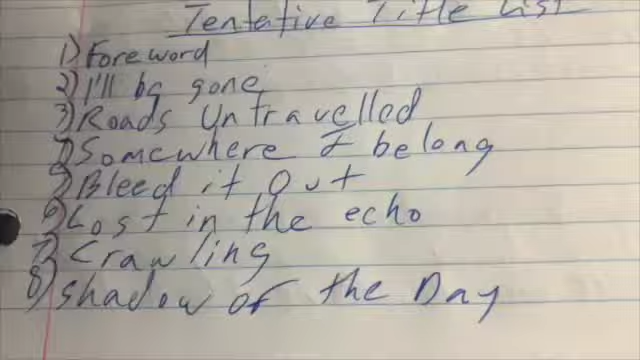 Tentative Title List
1) Foreword
2) I'll be gone
3) Roads Untravelled
4) Somewhere I belong
5) Bleed it Out
6) Lost in the echo
7) Crawling
8) Shadow of the Day